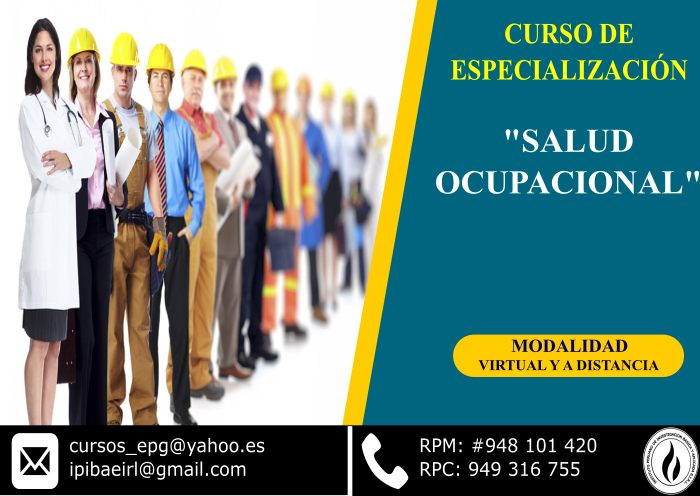 CURSO DE
ESPECIALIZACIÓN
"SALUD
OCUPACIONAL"
MODALIDAD
VIRTUAL Y A DISTANCIA
cursos_epg@yahoo.es
ipibaeirl@gmail.com
RPM: #948 101 420
RPC: 949 316 755